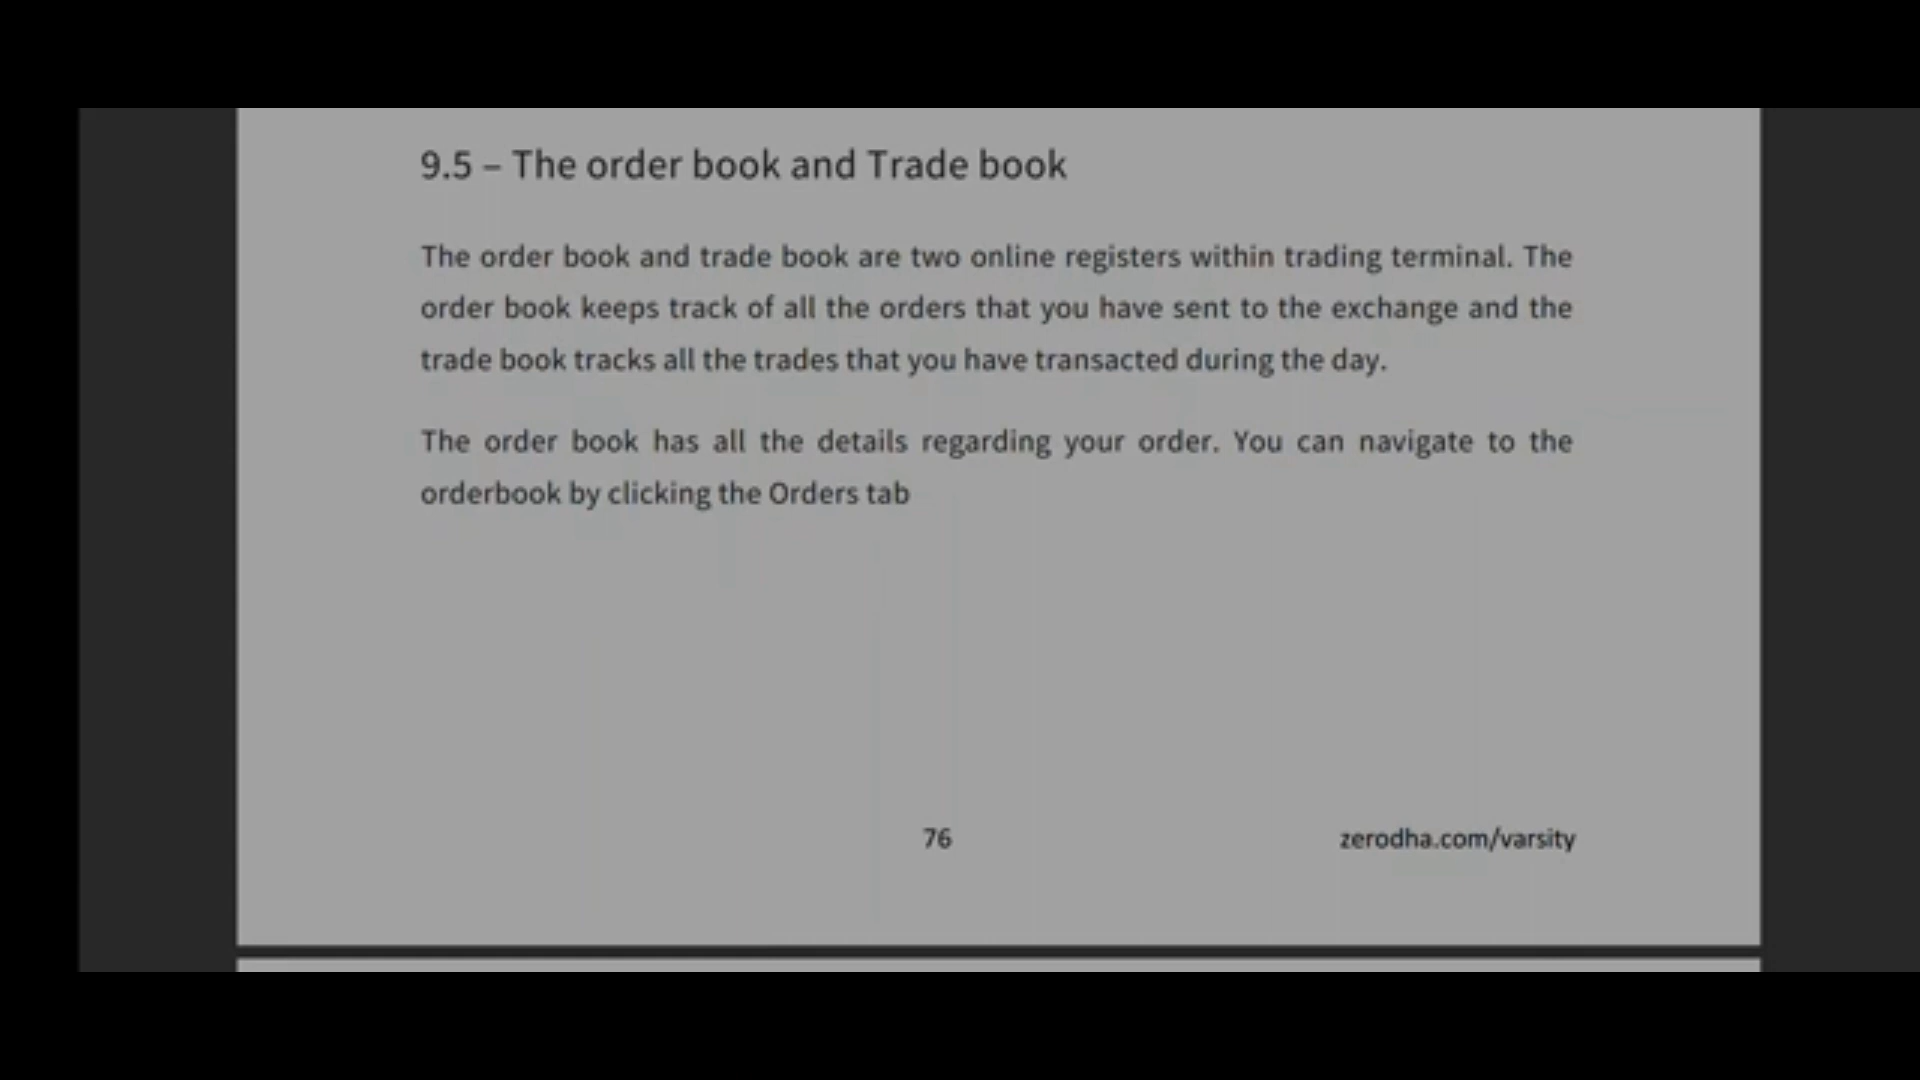 9.5 – The order book and Trade book
The order book and trade book are two online registers within trading terminal. The
order book keeps track of all the orders that you have sent to the exchange and the
trade book tracks all the trades that you have transacted during the day.
The order book has all the details regarding your order. You can navigate to the
orderbook by clicking the Orders tab
76
zerodha.com/varsity